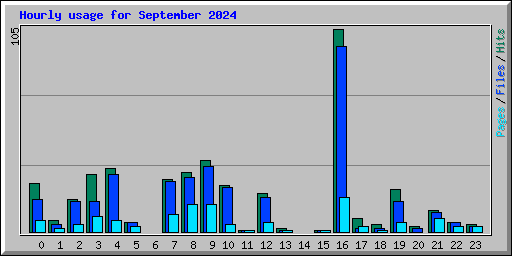 Hourly usage for September 2024
105
Pages/Files/Hits
0 1 2 3 4 5 6 7 8 9 10 11 12 13 14 15 16 17 18 19 20 21 22 23